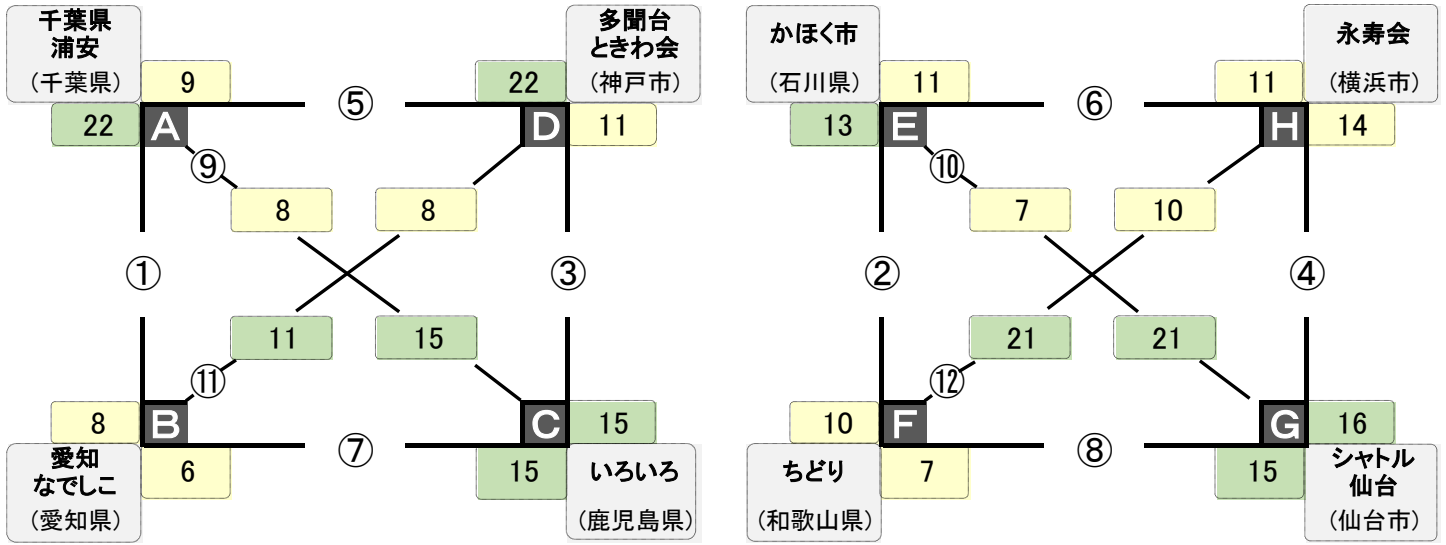 千葉県
浦安
(千葉県)
9
22
A
⑤
多聞台
ときわ会
(神戸市)
22
11
D
⑨
8
8
①
③
11
15
⑪
8
B
6
愛知
なでしこ
(愛知県)
⑦
C
15
15
いろいろ
(鹿児島県)
かほく市
(石川県)
11
13
E
⑥
永寿会
(横浜市)
11
14
H
⑩
7
10
②
④
21
21
⑫
10
F
7
ちどり
(和歌山県)
⑧
G
16
15
シャトル
仙台
(仙台市)